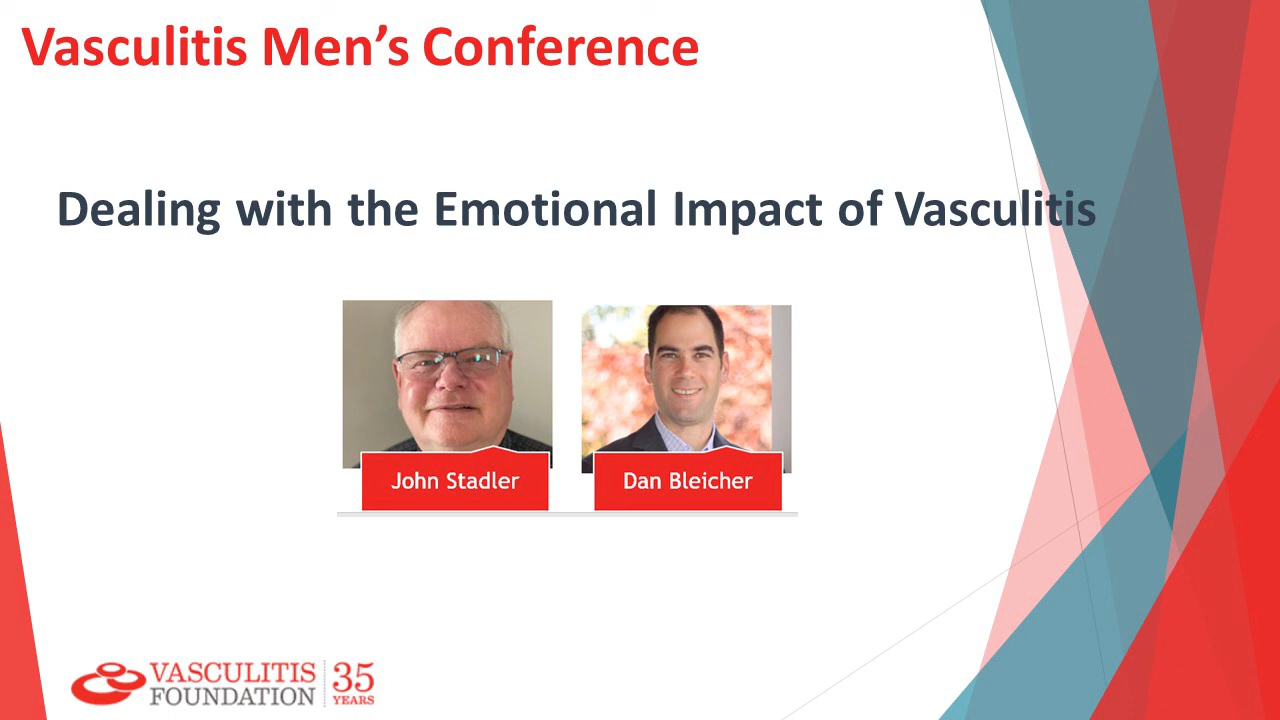 Vasculitis Men’s Conference
Dealing with the Emotional Impact of Vasculitis
John Stadler
Dan Bleicher
VASCULITIS
FOUNDATION
35
YEARS